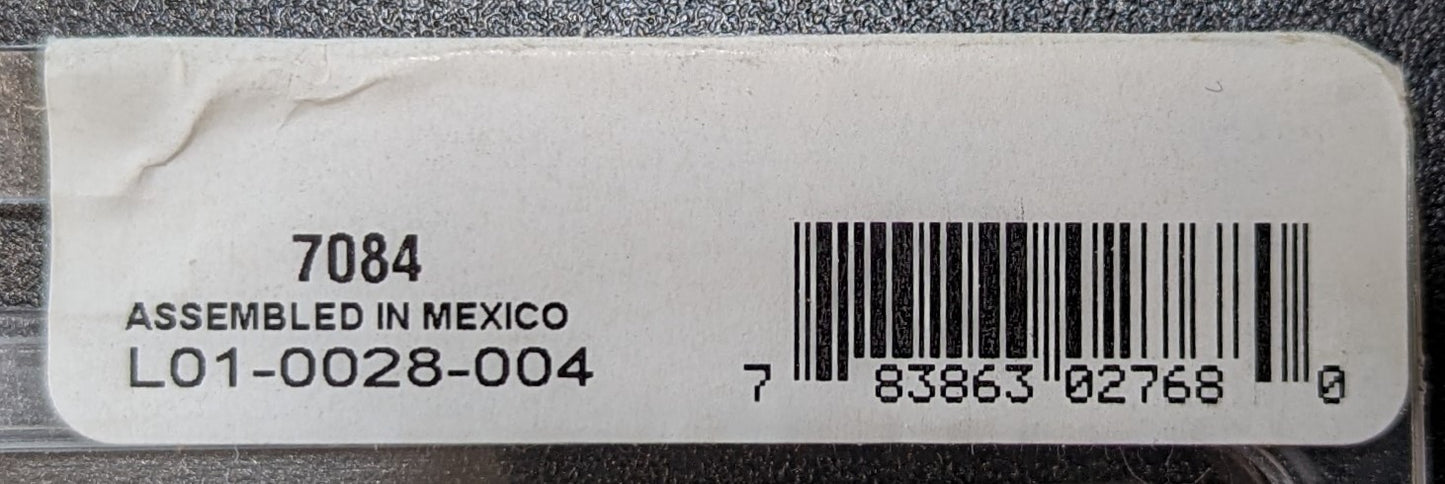 7084
ASSEMBLED IN MEXICO
L01-0028-004
7 83863 02768 0